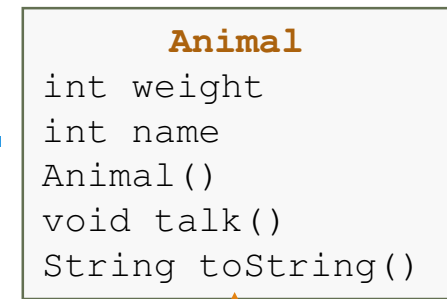 Animal
int weight
int name
Animal()
void talk()
String toString()